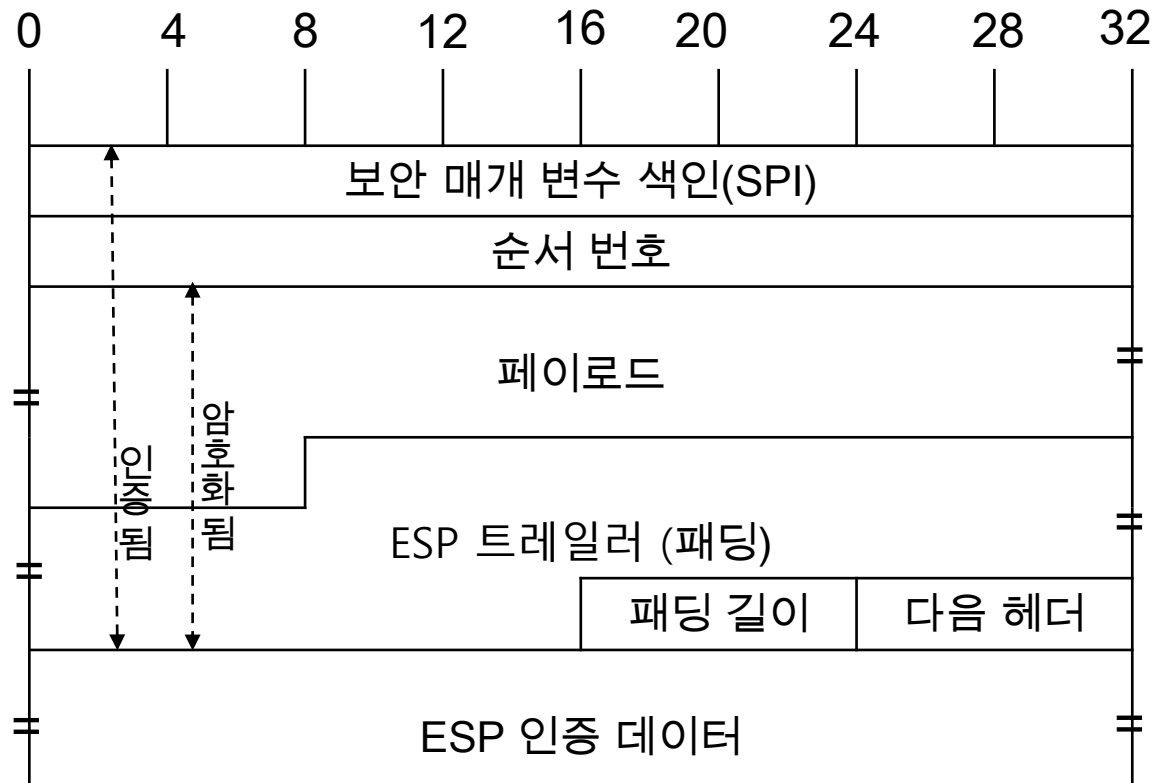 0 4 8 12 16 20 24 28 32
보안 매개 변수 색인(SPI)
순서 번호
페이로드
인증됨
암호화됨
ESP 트레일러 (패딩)
패딩 길이
다음 헤더
ESP 인증 데이터